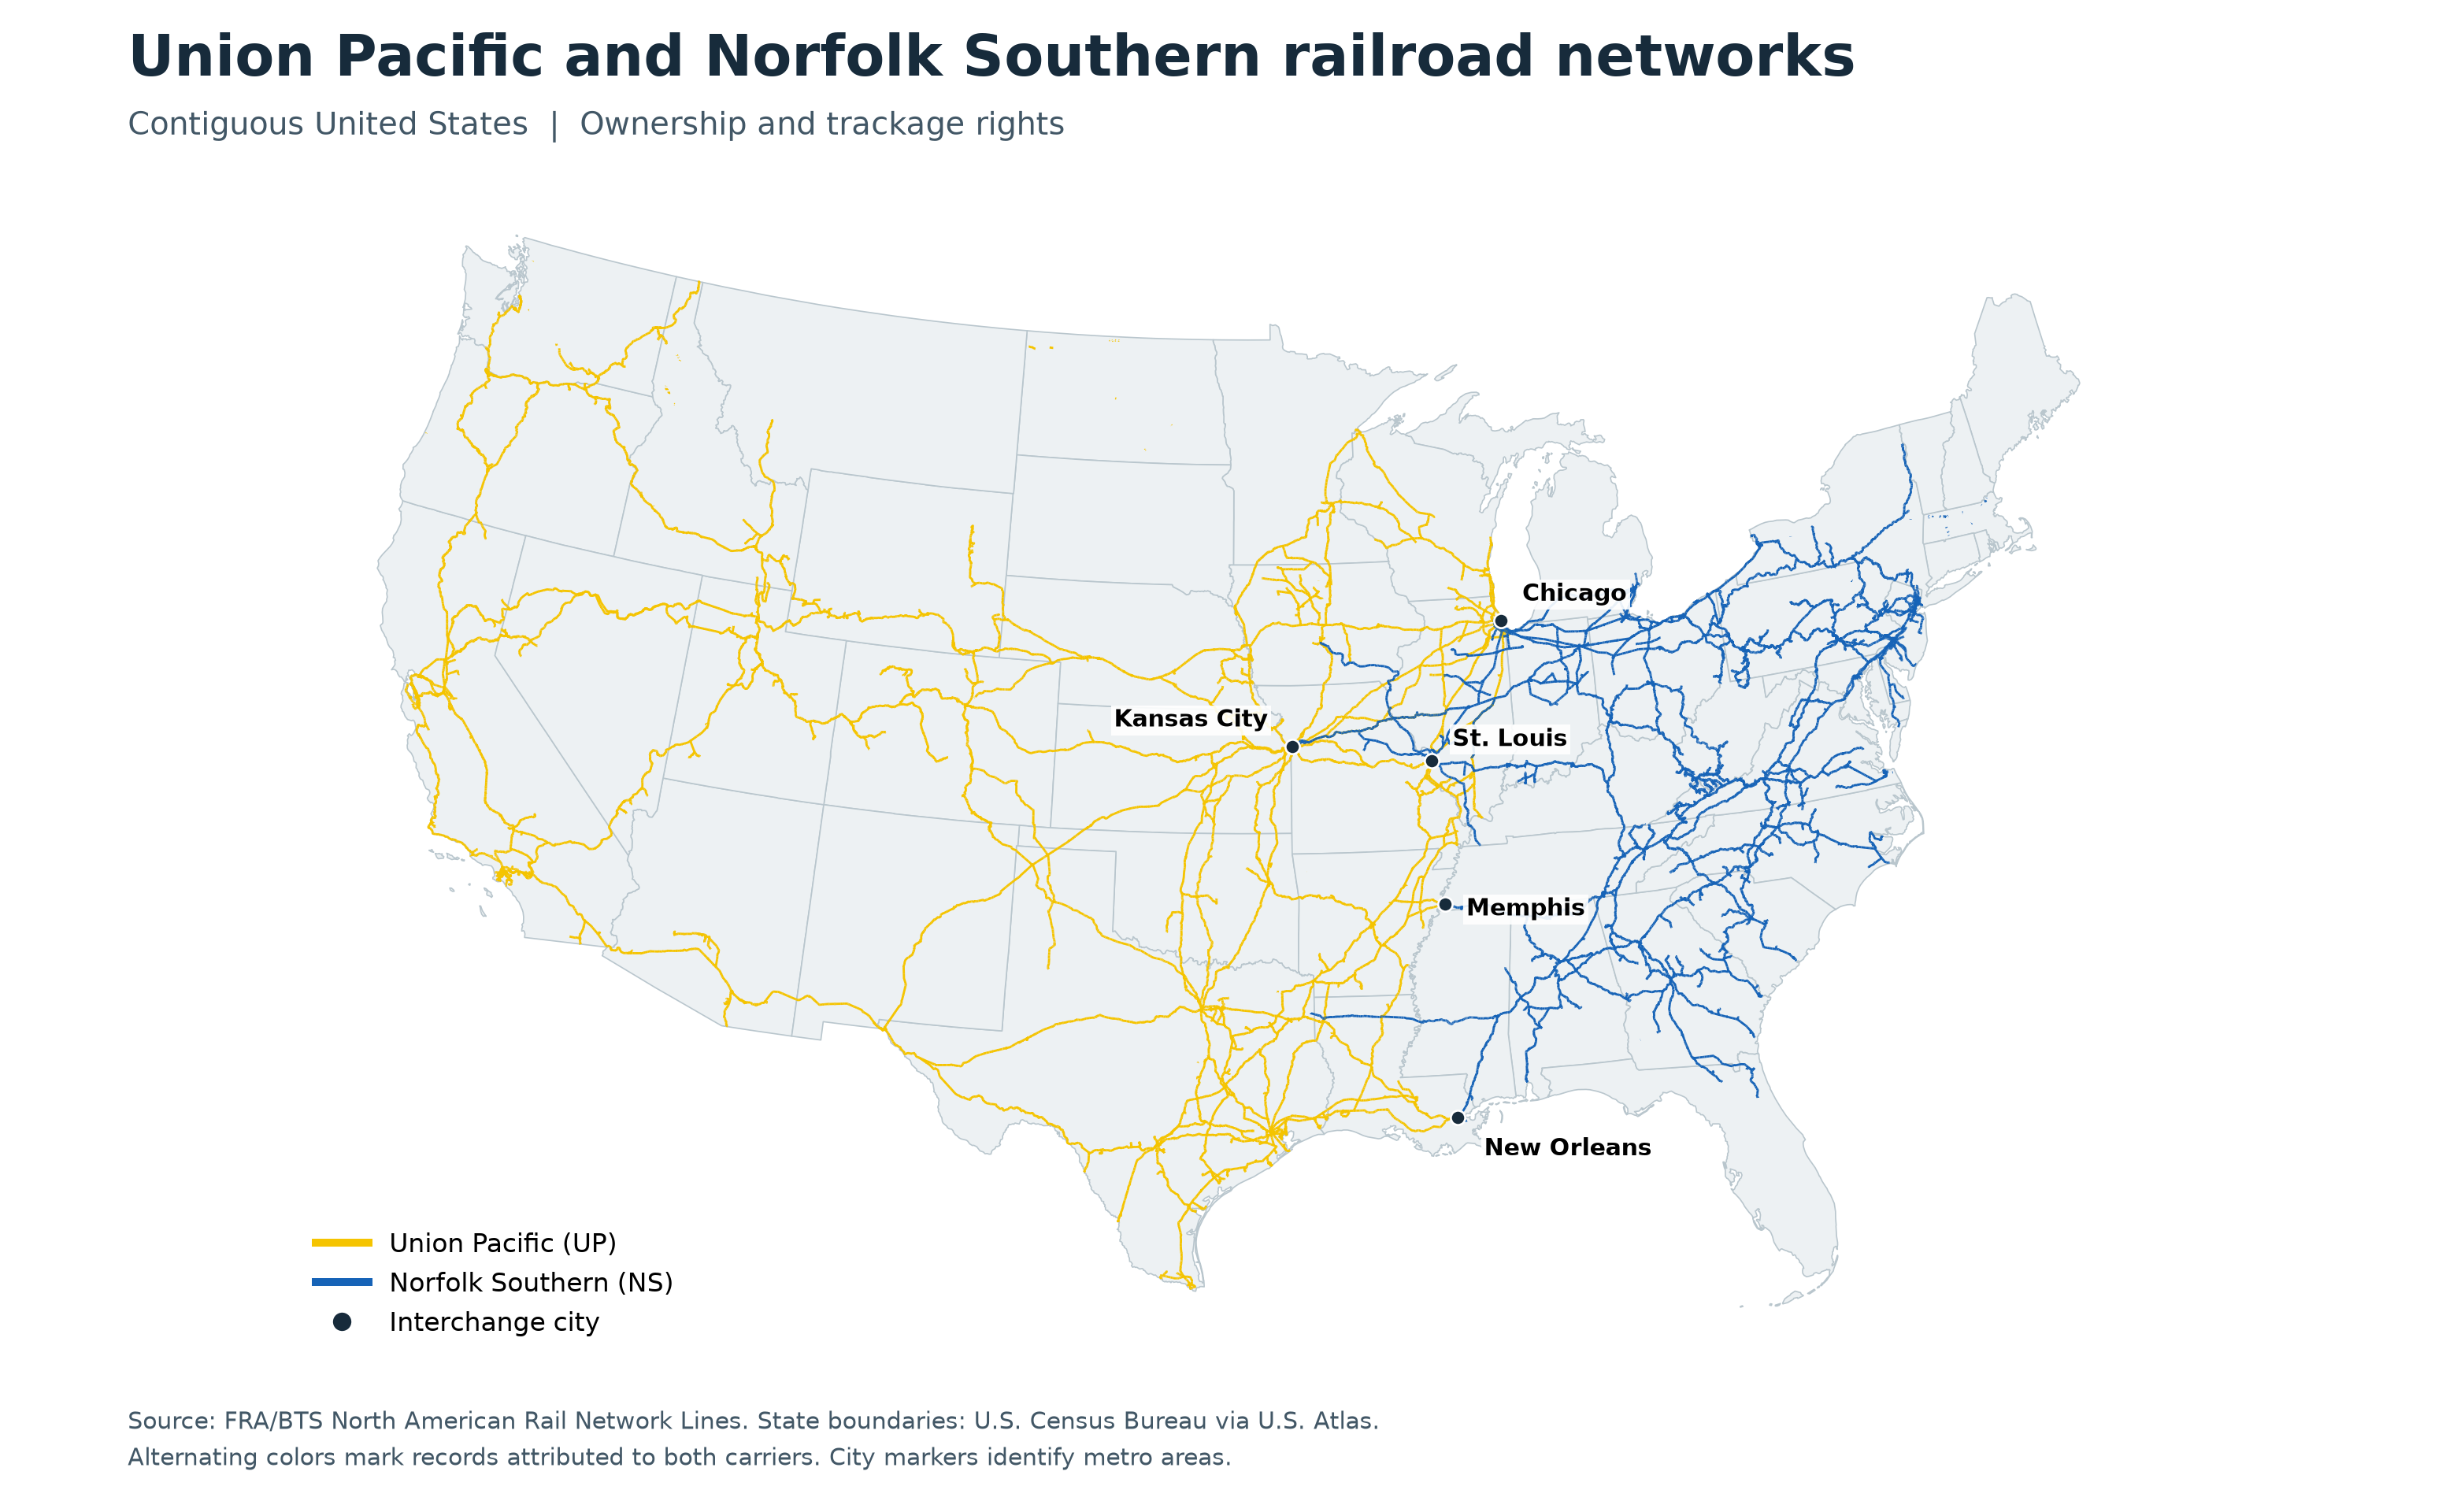 Union Pacific and Norfolk Southern railroad networks
Contiguous United States | Ownership and trackage rights
Chicago
Kansas City
St. Louis
Memphis
New Orleans
Union Pacific (UP)
Norfolk Southern (NS)
Interchange city
Source: FRA/BTS North American Rail Network Lines. State boundaries: U.S. Census Bureau via U.S. Atlas.
Alternating colors mark records attributed to both carriers. City markers identify metro areas.